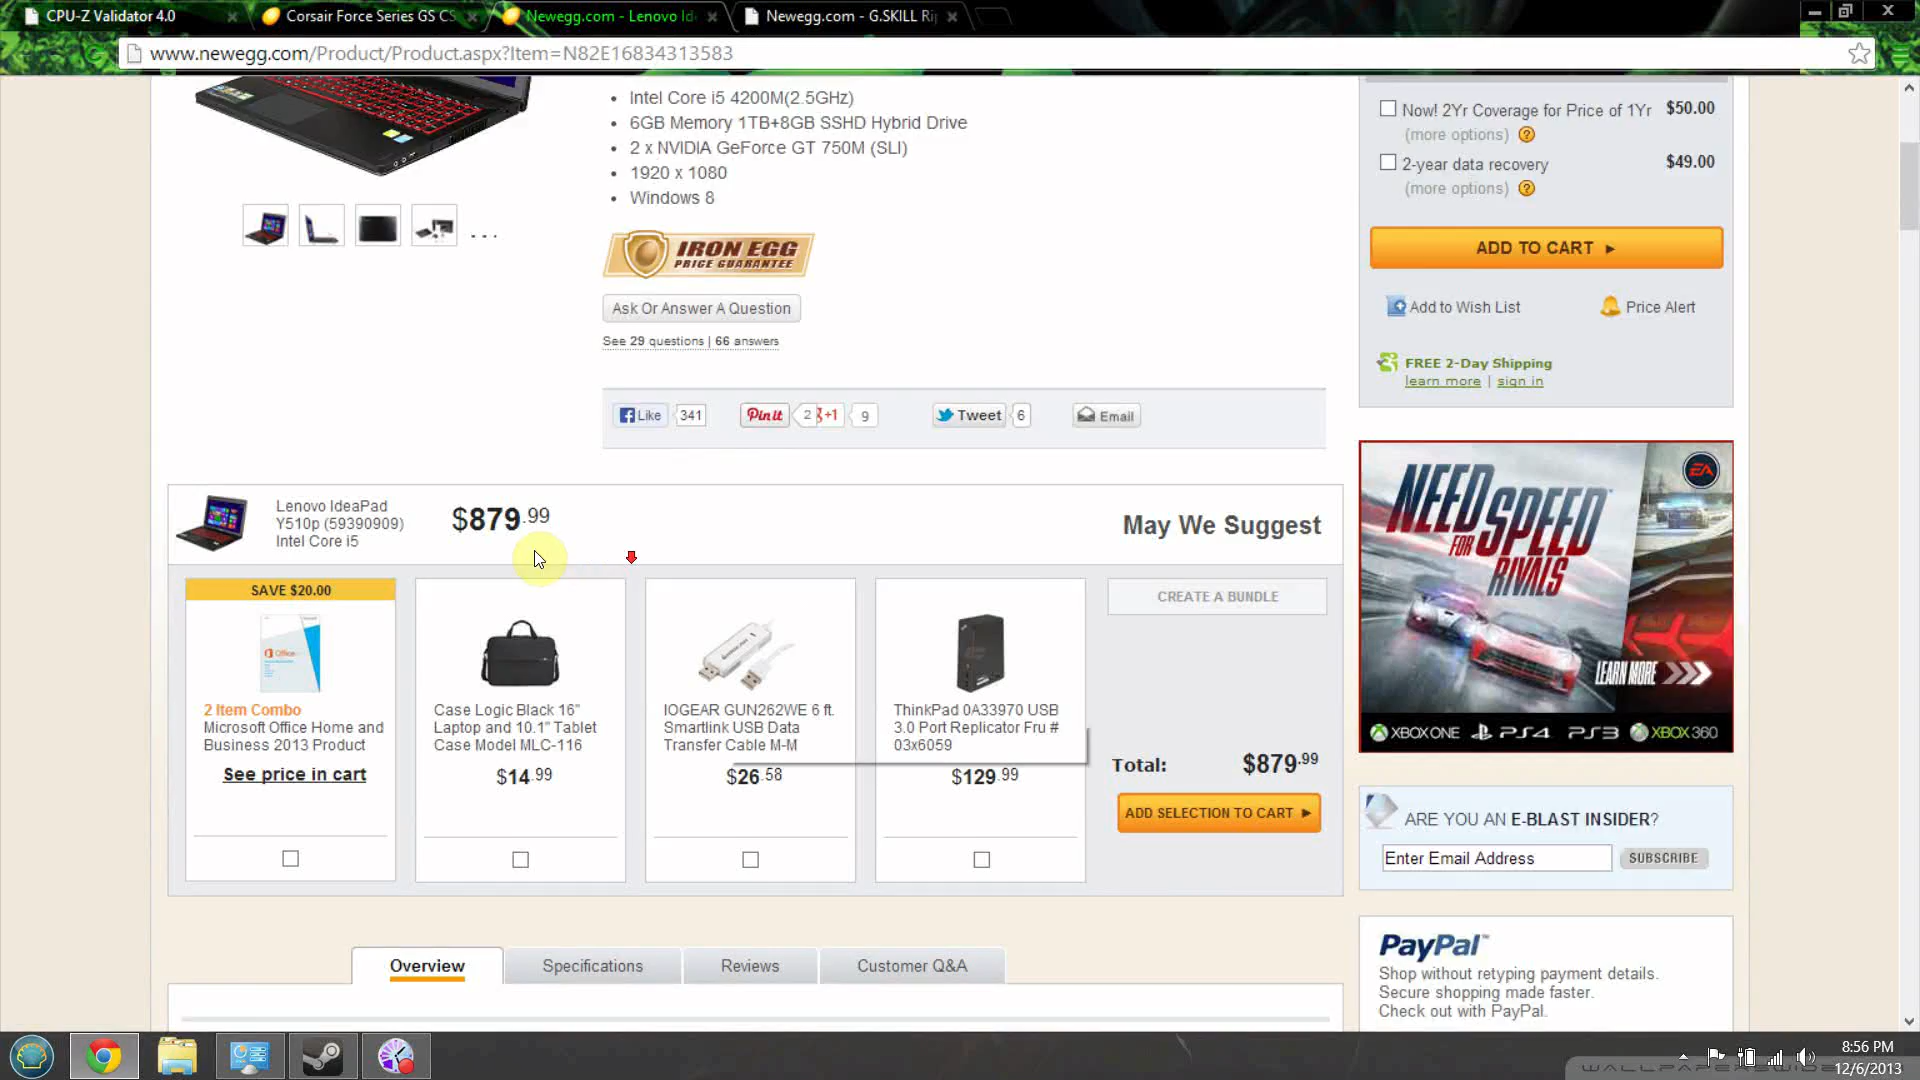 CPU-Z Validator 4.0
Corsair Force Series GS CS
Newegg.com - Lenovo Id
Newegg.com - G.SKILL Rip
www.newegg.com/Product/Product.aspx?Item=N82E16834313583
Intel Core i5 4200M(2.5GHz)
6GB Memory 1TB+8GB SSHD Hybrid Drive
2 x NVIDIA GeForce GT 750M (SLI)
1920 x 1080
Windows 8
...
IRON EGG
PRICE GUARANTEE
Ask Or Answer A Question
See 29 questions | 66 answers
Like 341
Pin it 2
+1 9
Tweet 6
Email
Now! 2Yr Coverage for Price of 1Yr $50.00
(more options) ?
2-year data recovery $49.00
(more options) ?
ADD TO CART
Add to Wish List
Price Alert
FREE 2-Day Shipping
learn more | sign in
Lenovo IdeaPad
Y510p (59390909)
Intel Core i5
$879.99
May We Suggest
SAVE $20.00
Office
2 Item Combo
Microsoft Office Home and
Business 2013 Product
See price in cart
Case Logic Black 16"
Laptop and 10.1" Tablet
Case Model MLC-116
$14.99
IOGEAR GUN262WE 6 ft.
Smartlink USB Data
Transfer Cable M-M
$26.58
ThinkPad 0A33970 USB
3.0 Port Replicator Fru #
03x6059
$129.99
CREATE A BUNDLE
Total: $879.99
ADD SELECTION TO CART
EA
NEED
FOR
SPEED
RIVALS
LEARN MORE
XBOX ONE PS4 PS3 XBOX 360
ARE YOU AN E-BLAST INSIDER?
Enter Email Address
SUBSCRIBE
PayPal™
Shop without retyping payment details.
Secure shopping made faster.
Check out with PayPal.
Overview
Specifications
Reviews
Customer Q&A
8:56 PM
12/6/2013